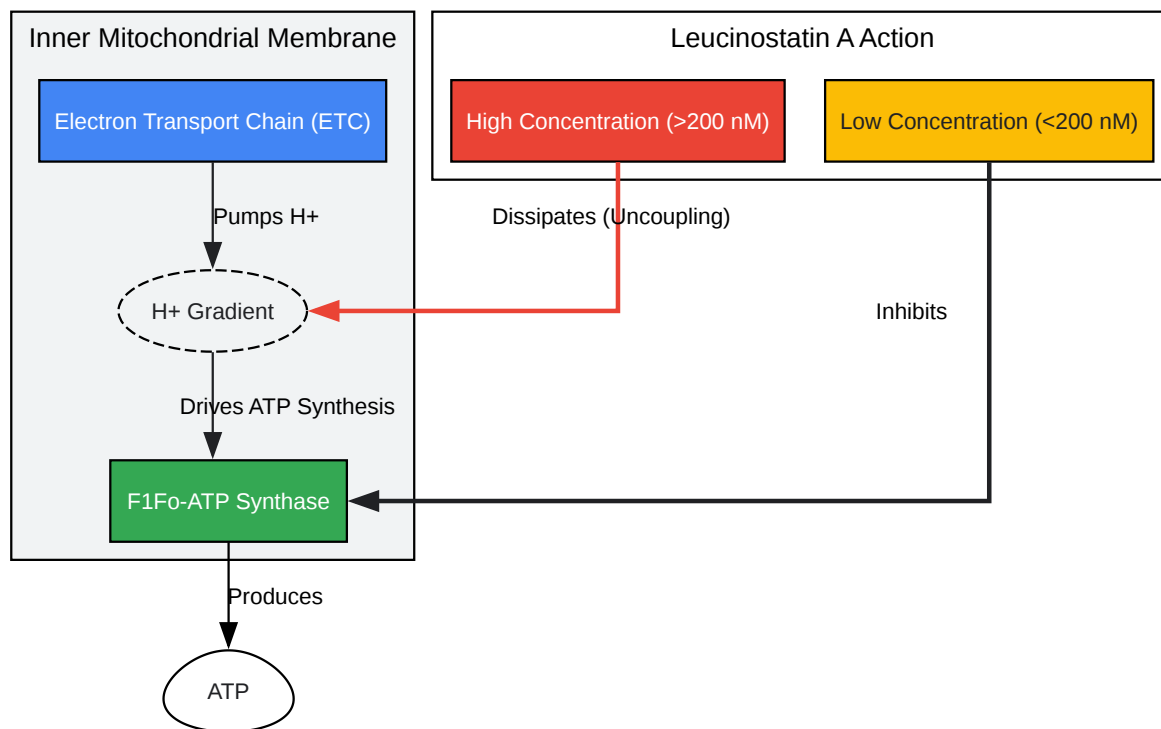 Inner Mitochondrial Membrane
Leucinostatin A Action
Electron Transport Chain (ETC)
High Concentration (>200 nM)
Low Concentration (<200 nM)
Pumps H+
Dissipates (Uncoupling)
H+ Gradient
Inhibits
Drives ATP Synthesis
F1Fo-ATP Synthase
Produces
ATP